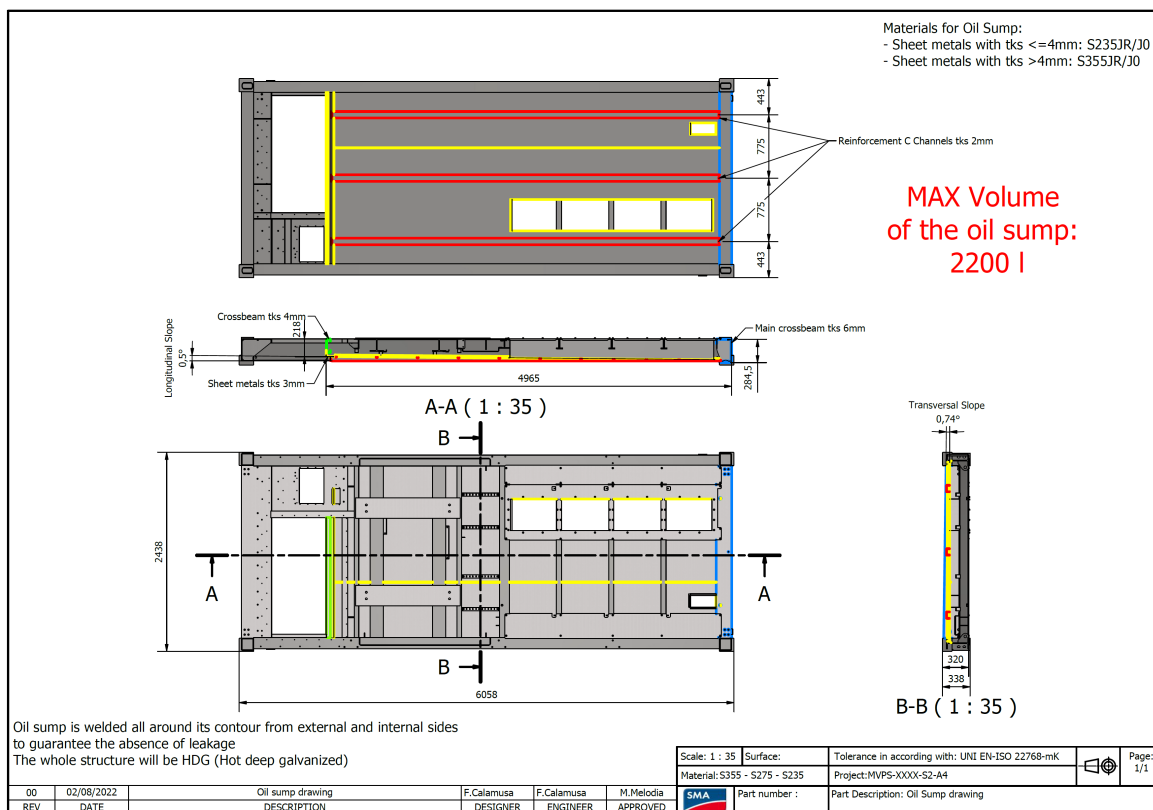 Materials for Oil Sump:
- Sheet metals with tks <=4mm: S235JR/J0
- Sheet metals with tks >4mm: S355JR/J0
443
775
775
443
Reinforcement C Channels tks 2mm
MAX Volume
of the oil sump:
2200 l
Crossbeam tks 4mm
218
Longitudinal Slope
0,5°
Sheet metals tks 3mm
4965
Main crossbeam tks 6mm
284,5
A-A ( 1 : 35 )
Transversal Slope
0,74°
B
2438
A
A
B
6058
320
338
B-B ( 1 : 35 )
Oil sump is welded all around its contour from external and internal sides
to guarantee the absence of leakage
The whole structure will be HDG (Hot deep galvanized)
Scale: 1 : 35
Surface:
Tolerance in according with: UNI EN-ISO 22768-mK
Page:
1/1
Material: S355 - S275 - S235
Project:MVPS-XXXX-S2-A4
00
02/08/2022
Oil sump drawing
F.Calamusa
F.Calamusa
M.Melodia
REV
DATE
DESCRIPTION
DESIGNER
ENGINEER
APPROVED
SMA
Part number :
Part Description: Oil Sump drawing